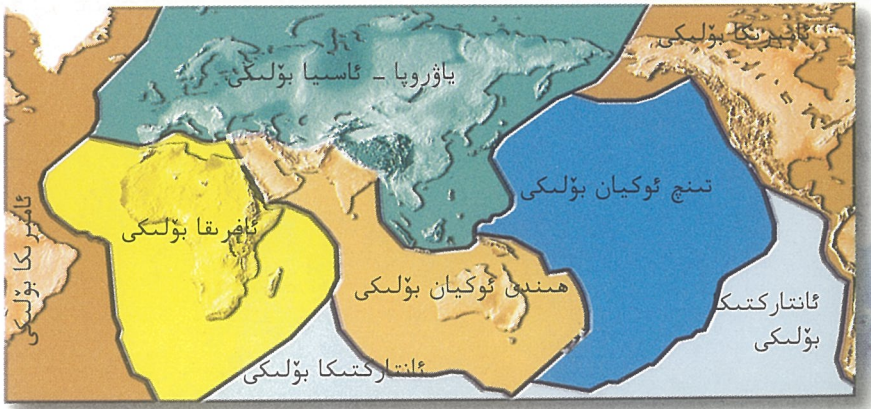 ئامېرىكا بۆلىكى
ياۋروپا - ئاسىيا بۆلىكى
تىنچ ئوكيان بۆلىكى
ئافرىقا بۆلىكى
ئامېرىكا بۆلىكى
ھىندى ئوكيان بۆلىكى
ئانتاركتىكا
بۆلىكى
ئانتاركتىكا بۆلىكى